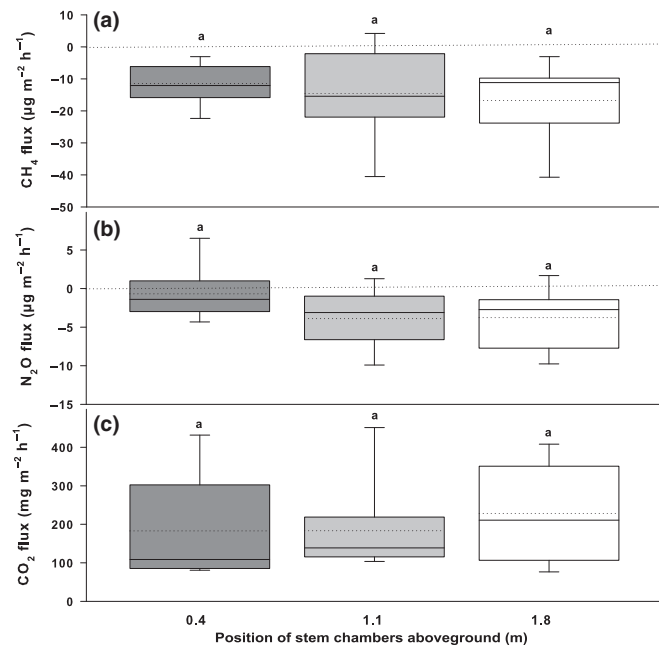 (a)
a a a
0
–10
–20
–30
–40
–50
CH₄ flux (µg m⁻² h⁻¹)
(b)
a a a
5
0
–5
–10
–15
N₂O flux (µg m⁻² h⁻¹)
(c)
a a a
400
300
200
100
0
CO₂ flux (mg m⁻² h⁻¹)
0.4 1.1 1.8
Position of stem chambers aboveground (m)